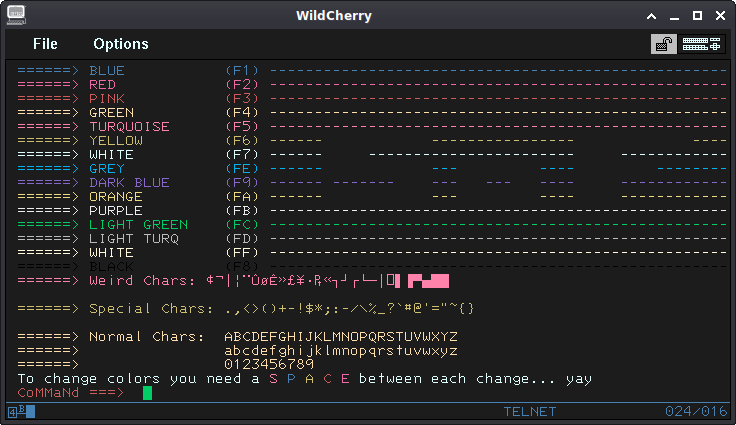 WildCherry
File Options
======> BLUE (F1) -----------------------------------------------------
======> RED (F2) -----------------------------------------------------
======> PINK (F3) -----------------------------------------------------
======> GREEN (F4) -----------------------------------------------------
======> TURQUOISE (F5) -----------------------------------------------------
======> YELLOW (F6) ------ ----------------- ----
======> WHITE (F7) ------ ------------------------ -------------
======> GREY (FE) ------ --- ---
======> DARK BLUE (F9) ------ ------- --- --- --- -------------
======> ORANGE (FA) ------ --- ---
======> PURPLE (FB) -----------------------------------------------------
======> LIGHT GREEN (FC) -----------------------------------------------------
======> LIGHT TURQ (FD) -----------------------------------------------------
======> WHITE (FF) -----------------------------------------------------
======> BLACK (F8)
======> Weird Chars:
======> Special Chars: .,<>()+-!$*;:-/\%_?`#@'="~{}
======> Normal Chars: ABCDEFGHIJKLMNOPQRSTUVWXYZ
======> abcdefghijklmnopqrstuvwxyz
======> 0123456789
To change colors you need a S P A C E between each change... yay
CoMMaNd ===>
4B TELNET 024/016